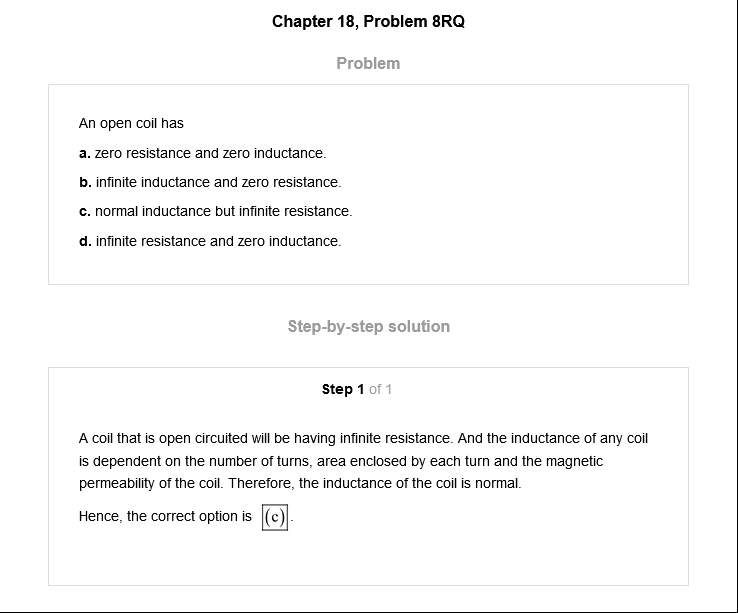 Chapter 18, Problem 8RQ
Problem
An open coil has
a. zero resistance and zero inductance.
b. infinite inductance and zero resistance.
c. normal inductance but infinite resistance.
d. infinite resistance and zero inductance.
Step-by-step solution
Step 1 of 1
A coil that is open circuited will be having infinite resistance. And the inductance of any coil
is dependent on the number of turns, area enclosed by each turn and the magnetic
permeability of the coil. Therefore, the inductance of the coil is normal.
Hence, the correct option is (c).